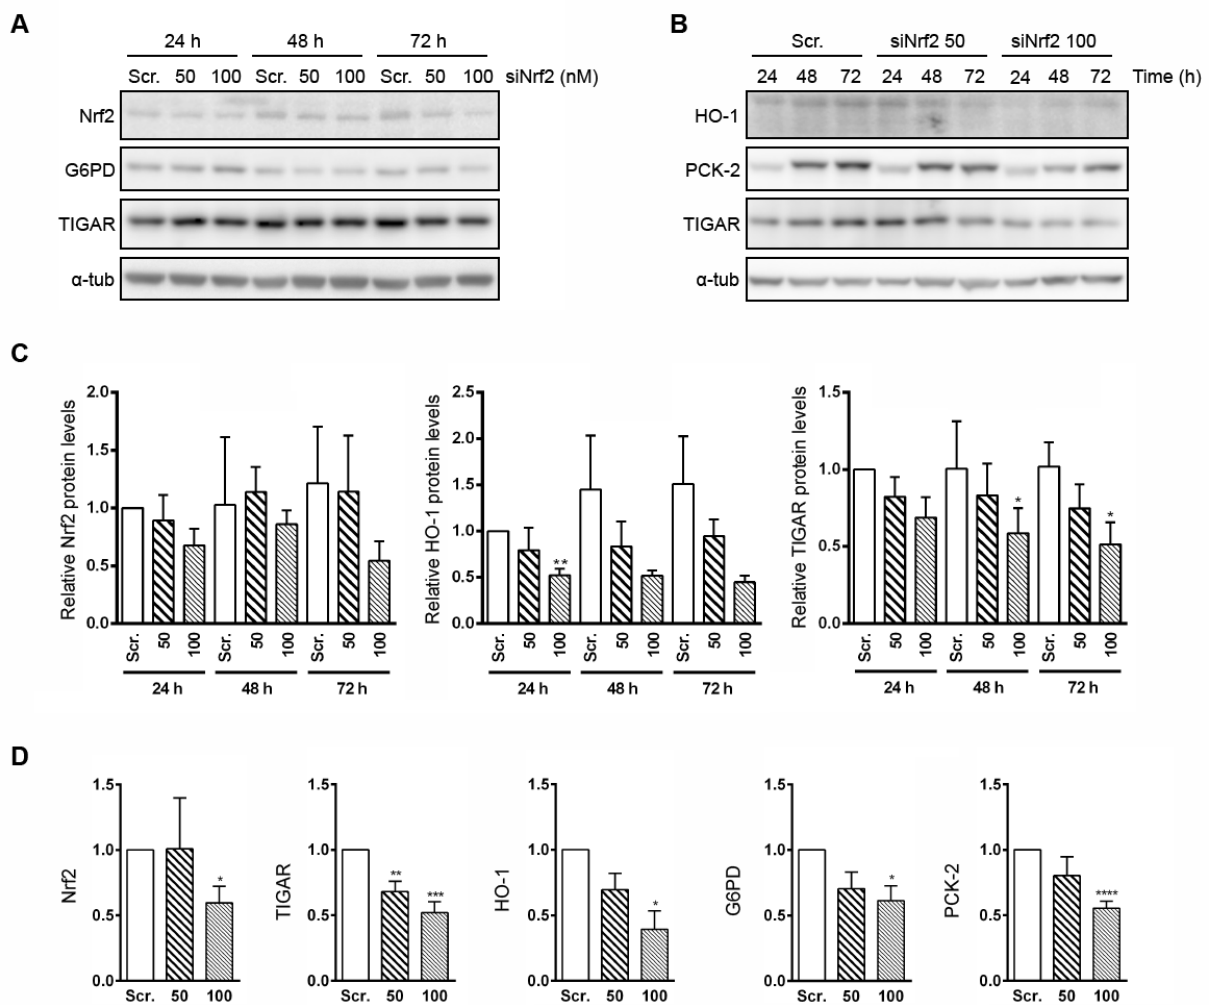 A
24 h 48 h 72 h
Scr. 50 100 Scr. 50 100 Scr. 50 100 siNrf2 (nM)
Nrf2
G6PD
TIGAR
α-tub
B
Scr. siNrf2 50 siNrf2 100
24 48 72 24 48 72 24 48 72 Time (h)
HO-1
PCK-2
TIGAR
α-tub
C
Relative Nrf2 protein levels
2.0
1.5
1.0
0.5
0.0
Scr. 50 100 Scr. 50 100 Scr. 50 100
24 h 48 h 72 h
Relative HO-1 protein levels
2.5
2.0
1.5
1.0
0.5
0.0
**
Scr. 50 100 Scr. 50 100 Scr. 50 100
24 h 48 h 72 h
Relative TIGAR protein levels
1.5
1.0
0.5
0.0
* *
Scr. 50 100 Scr. 50 100 Scr. 50 100
24 h 48 h 72 h
D
Nrf2
1.5
1.0
0.5
0.0
*
Scr. 50 100
TIGAR
1.5
1.0
0.5
0.0
** ***
Scr. 50 100
HO-1
1.5
1.0
0.5
0.0
*
Scr. 50 100
G6PD
1.5
1.0
0.5
0.0
*
Scr. 50 100
PCK-2
1.5
1.0
0.5
0.0
****
Scr. 50 100